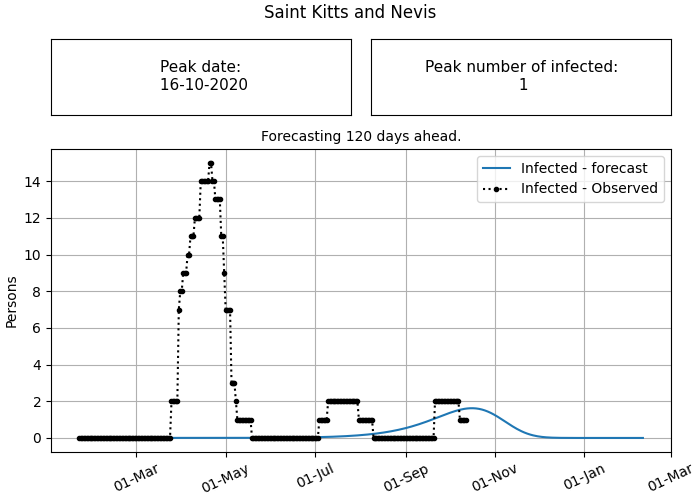 Saint Kitts and Nevis
Peak date:
16-10-2020
Peak number of infected:
1
Forecasting 120 days ahead.
Infected - forecast
Infected - Observed
Persons
14
12
10
8
6
4
2
0
01-Mar
01-May
01-Jul
01-Sep
01-Nov
01-Jan
01-Mar